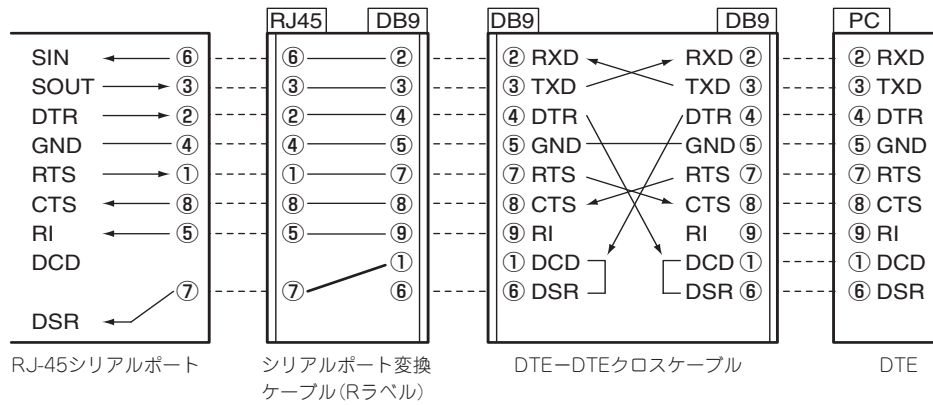 RJ45 DB9 DB9 DB9 PC
SIN ⑥ ⑥ ② ② RXD RXD ② ② RXD
SOUT ③ ③ ③ ③ TXD TXD ③ ③ TXD
DTR ② ② ④ ④ DTR DTR ④ ④ DTR
GND ④ ④ ⑤ ⑤ GND GND ⑤ ⑤ GND
RTS ① ① ⑦ ⑦ RTS RTS ⑦ ⑦ RTS
CTS ⑧ ⑧ ⑧ ⑧ CTS CTS ⑧ ⑧ CTS
RI ⑤ ⑤ ⑨ ⑨ RI RI ⑨ ⑨ RI
DCD ① ① DCD DCD ① ① DCD
⑦ ⑦ ⑥ ⑥ DSR DSR ⑥ ⑥ DSR
DSR
RJ-45シリアルポート シリアルポート変換 DTE－DTEクロスケーブル DTE
ケーブル（Rラベル）